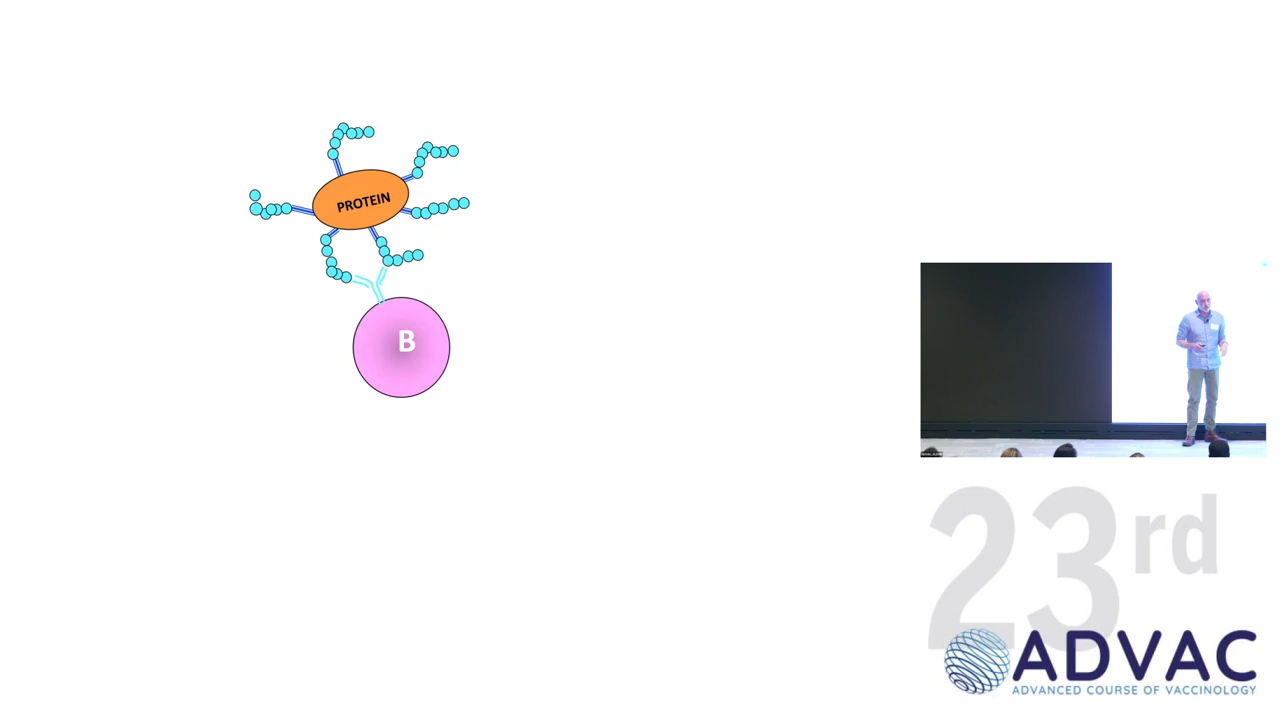 PROTEIN
B
23rd
ADVAC
ADVANCED COURSE OF VACCINOLOGY